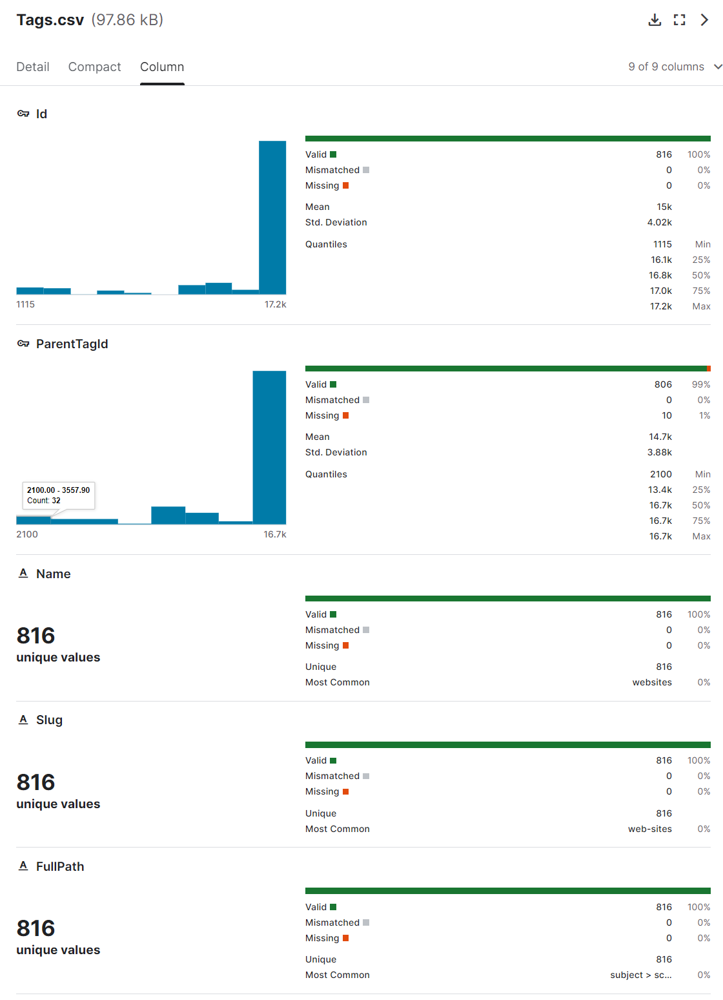 Tags.csv (97.86 kB)
Detail Compact Column 9 of 9 columns
Id
Valid 816 100%
Mismatched 0 0%
Missing 0 0%
Mean 15k
Std. Deviation 4.02k
Quantiles 1115 Min
16.1k 25%
16.8k 50%
17.0k 75%
17.2k Max
1115 17.2k
ParentTagId
Valid 806 99%
Mismatched 0 0%
Missing 10 1%
Mean 14.7k
Std. Deviation 3.88k
Quantiles 2100 Min
13.4k 25%
16.7k 50%
16.7k 75%
16.7k Max
2100.00 - 3557.90
Count: 32
2100 16.7k
Name
816
unique values
Valid 816 100%
Mismatched 0 0%
Missing 0 0%
Unique 816
Most Common websites 0%
Slug
816
unique values
Valid 816 100%
Mismatched 0 0%
Missing 0 0%
Unique 816
Most Common web-sites 0%
FullPath
816
unique values
Valid 816 100%
Mismatched 0 0%
Missing 0 0%
Unique 816
Most Common subject > sc... 0%